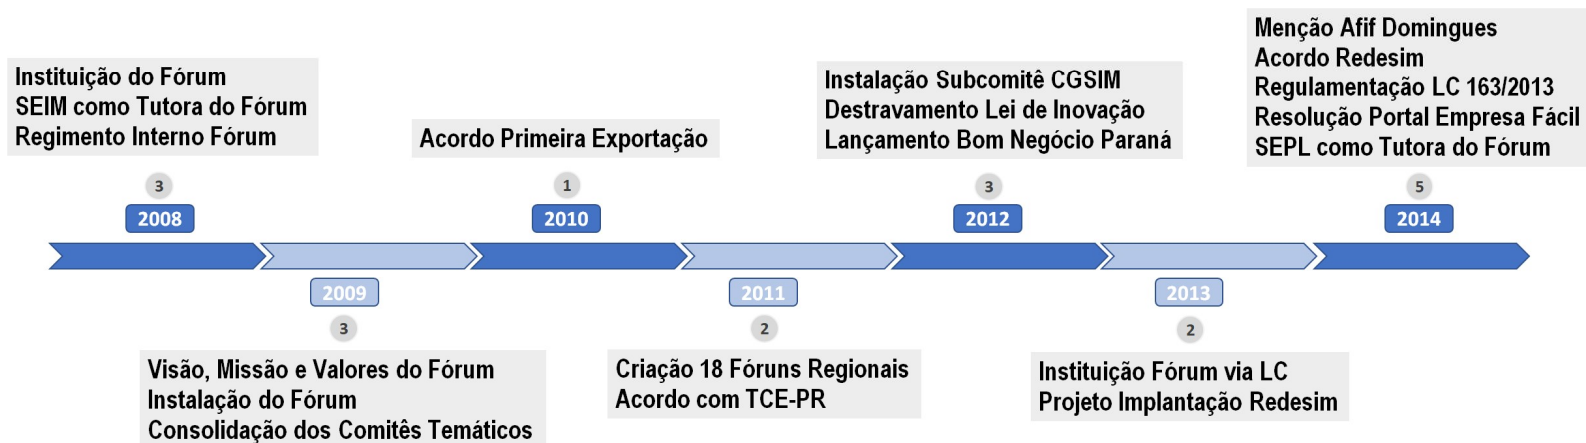 Instituição do Fórum
SEIM como Tutora do Fórum
Regimento Interno Fórum
3
2008
Visão, Missão e Valores do Fórum
Instalação do Fórum
Consolidação dos Comitês Temáticos
3
2009
Acordo Primeira Exportação
1
2010
Criação 18 Fóruns Regionais
Acordo com TCE-PR
2
2011
Instalação Subcomitê CGSIM
Destravamento Lei de Inovação
Lançamento Bom Negócio Paraná
3
2012
Instituição Fórum via LC
Projeto Implantação Redesim
2
2013
Menção Afif Domingues
Acordo Redesim
Regulamentação LC 163/2013
Resolução Portal Empresa Fácil
SEPL como Tutora do Fórum
5
2014